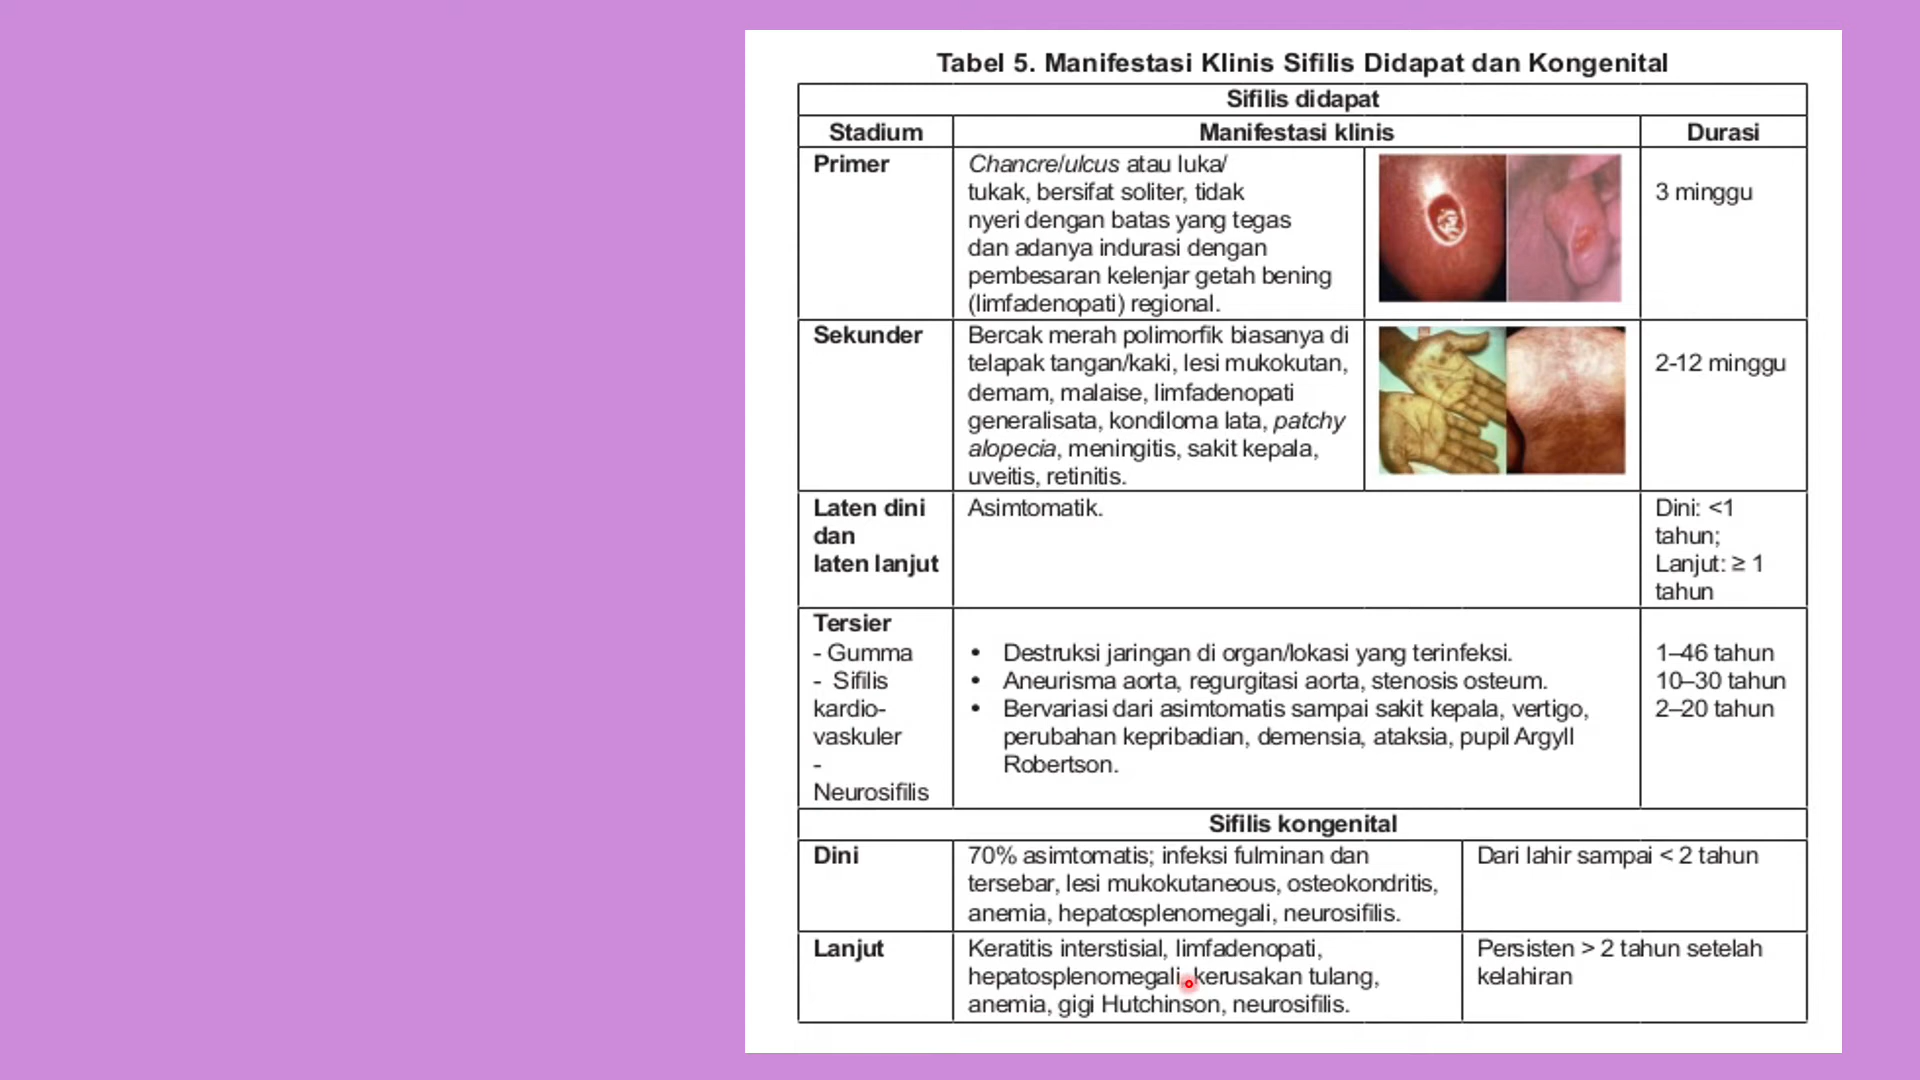 Tabel 5. Manifestasi Klinis Sifilis Didapat dan Kongenital
Sifilis didapat
Stadium Manifestasi klinis Durasi
Primer
Chancre/ulcus atau luka/
tukak, bersifat soliter, tidak
nyeri dengan batas yang tegas
dan adanya indurasi dengan
pembesaran kelenjar getah bening
(limfadenopati) regional.
3 minggu
Sekunder
Bercak merah polimorfik biasanya di
telapak tangan/kaki, lesi mukokutan,
demam, malaise, limfadenopati
generalisata, kondiloma lata, patchy
alopecia, meningitis, sakit kepala,
uveitis, retinitis.
2-12 minggu
Laten dini
dan
laten lanjut
Asimtomatik.
Dini: <1
tahun;
Lanjut: ≥ 1
tahun
Tersier
- Gumma
- Sifilis
kardio-
vaskuler
-
Neurosifilis
• Destruksi jaringan di organ/lokasi yang terinfeksi.
• Aneurisma aorta, regurgitasi aorta, stenosis osteum.
• Bervariasi dari asimtomatis sampai sakit kepala, vertigo,
perubahan kepribadian, demensia, ataksia, pupil Argyll
Robertson.
1–46 tahun
10–30 tahun
2–20 tahun
Sifilis kongenital
Dini
70% asimtomatis; infeksi fulminan dan
tersebar, lesi mukokutaneous, osteokondritis,
anemia, hepatosplenomegali, neurosifilis.
Dari lahir sampai < 2 tahun
Lanjut
Keratitis interstisial, limfadenopati,
hepatosplenomegali, kerusakan tulang,
anemia, gigi Hutchinson, neurosifilis.
Persisten > 2 tahun setelah
kelahiran